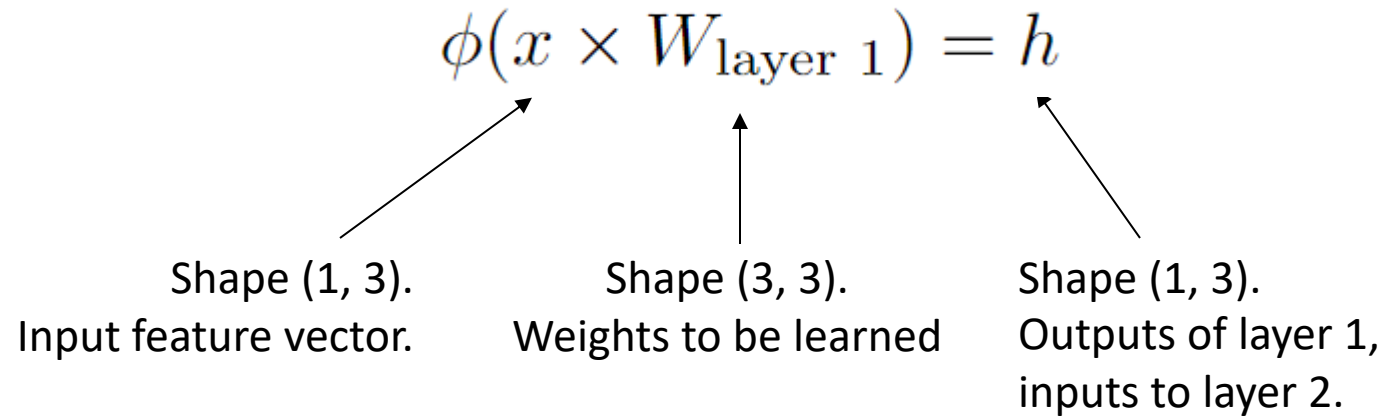 ϕ(x × W_layer 1) = h
Shape (1, 3).
Input feature vector.
Shape (3, 3).
Weights to be learned
Shape (1, 3).
Outputs of layer 1,
inputs to layer 2.